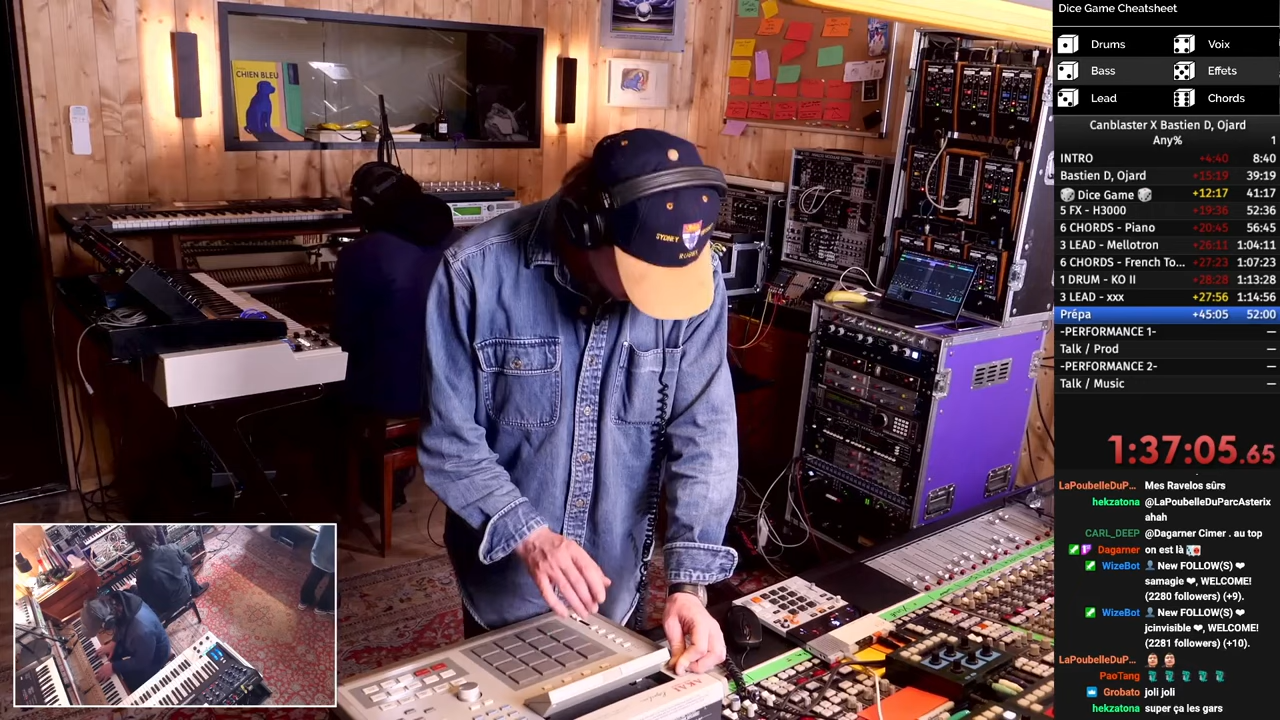 Dice Game Cheatsheet
Drums
Voix
Bass
Effets
Lead
Chords
Canblaster X Bastien D, Ojard
Any%
1
INTRO +4:40 8:40
Bastien D, Ojard +15:19 39:19
🎲 Dice Game 🎲 +12:17 41:17
5 FX - H3000 +19:36 52:36
6 CHORDS - Piano +20:45 56:45
3 LEAD - Mellotron +26:11 1:04:11
6 CHORDS - French To... +27:23 1:07:23
1 DRUM - KO II +28:28 1:13:28
3 LEAD - xxx +27:56 1:14:56
Prépa +45:05 52:00
-PERFORMANCE 1- —
Talk / Prod —
-PERFORMANCE 2- —
Talk / Music —
1:37:05.65
LaPoubelleDuP... Mes Ravelos sûrs
hekzatona @LaPoubelleDuParcAsterix
ahah
CARL_DEEP @Dagarner Cimer . au top
Dagarner on est là
WizeBot 👤 New FOLLOW(S) ❤
samagie ❤, WELCOME!
(2280 followers) (+9).
WizeBot 👤 New FOLLOW(S) ❤
jcinvisible ❤, WELCOME!
(2281 followers) (+10).
LaPoubelleDuP...
PaoTang
Grobato joli joli
hekzatona super ça les gars
CHIEN BLEU
SYDNEY
RUGBY
AKAI